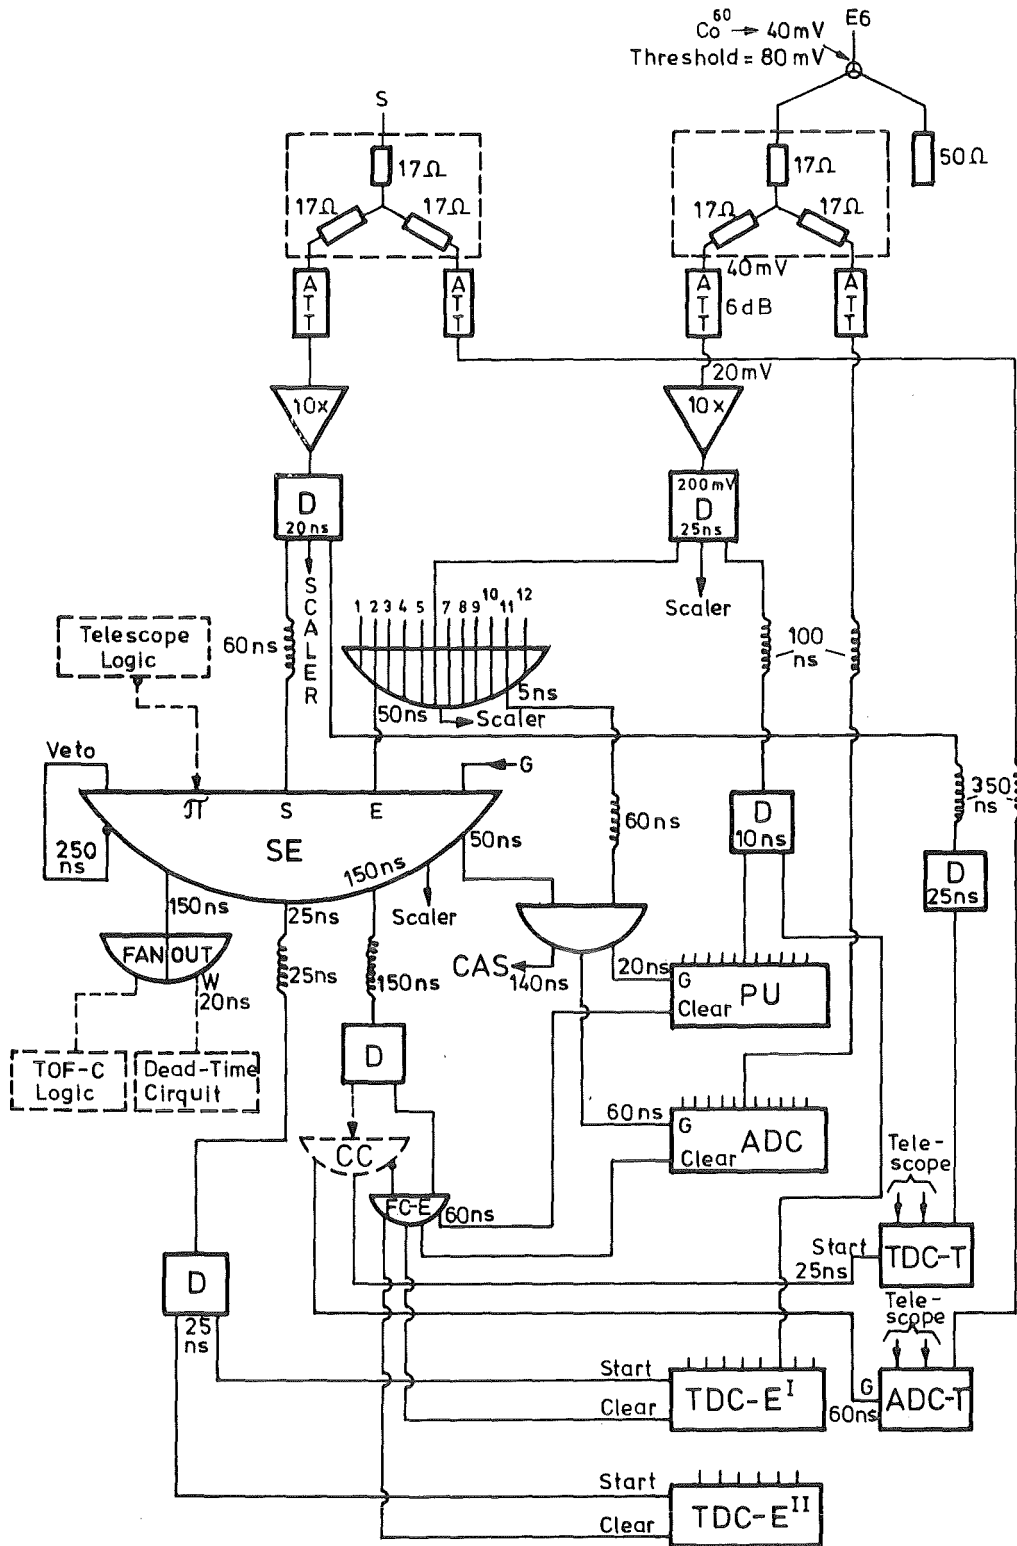 Co⁶⁰ → 40mV
E6
Threshold = 80 mV
S
17Ω
17Ω
17Ω
17Ω
17Ω
17Ω
50Ω
40mV
ATT
ATT
ATT
6dB
ATT
20mV
10x
10x
D
20ns
200mV
D
25ns
SCALER
Scaler
1 2 3 4 5 7 8 9 10 11 12
Telescope
Logic
60ns
100
ns
50ns
5ns
Scaler
Veto
G
π
S
E
SE
350
ns
60ns
D
10ns
250
ns
150ns
50ns
D
25ns
150ns
25ns
Scaler
FAN OUT
W
20ns
25ns
150ns
CAS
140ns
20ns
G
Clear
PU
D
TOF-C
Logic
Dead-Time
Cirquit
60ns
G
Clear
ADC
CC
FC-E
60ns
Tele-
scope
Start
25ns
TDC-T
D
25
ns
Tele-
scope
Start
Clear
TDC-E^I
G
60ns
ADC-T
Start
Clear
TDC-E^II